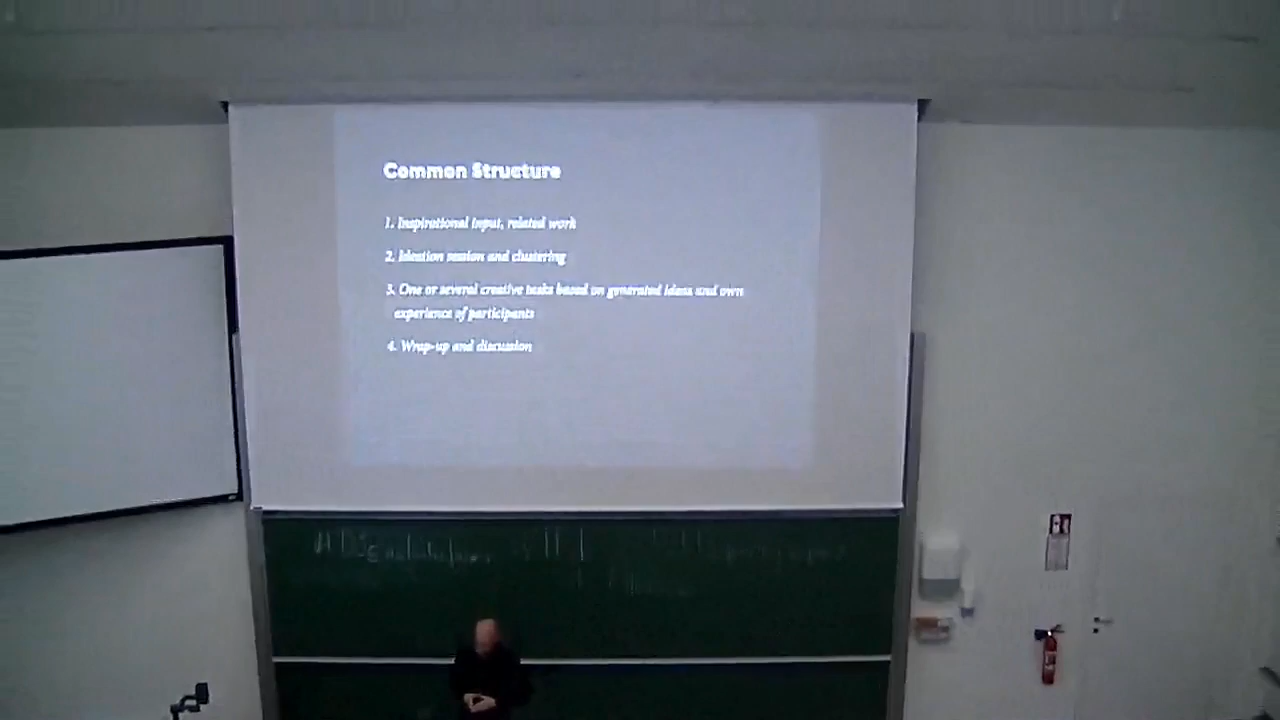 Common Structure
1. Inspirational input, related work
2. Ideation session and clustering
3. One or several creative tasks based on generated ideas and own
experience of participants
4. Wrap-up and discussion